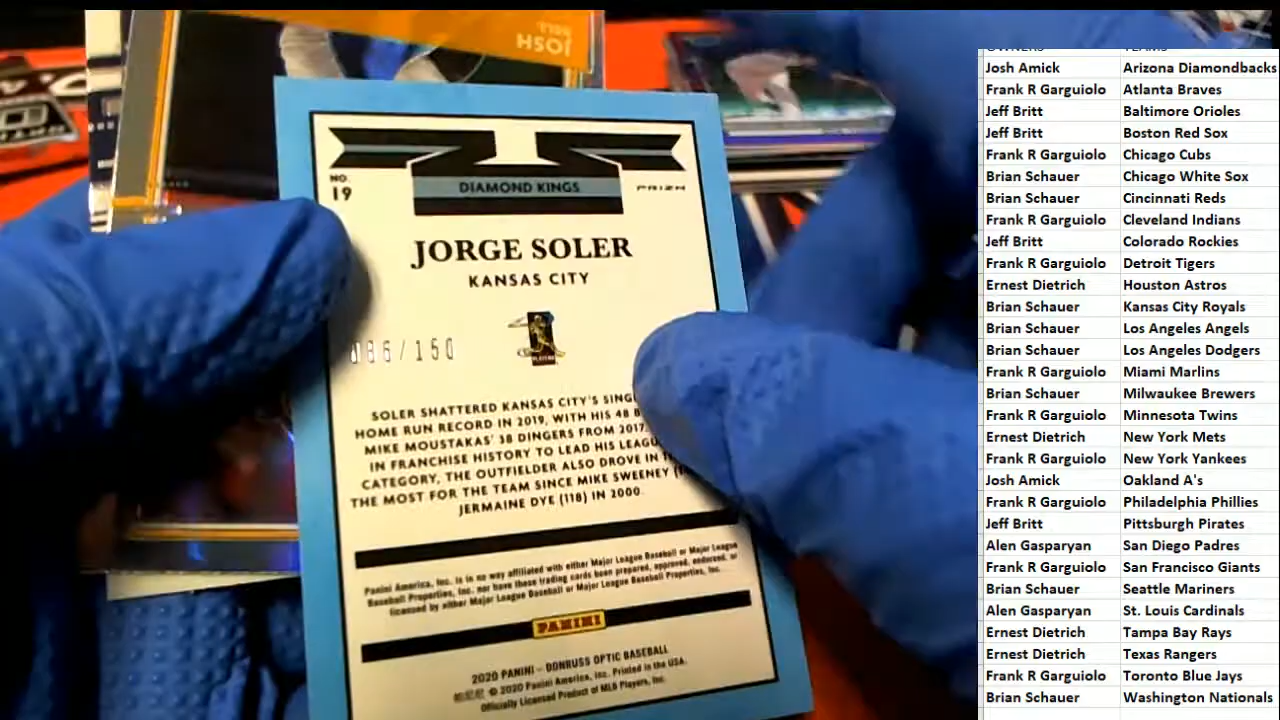 JOSH
NO.
19
DIAMOND KINGS
PRIZM
JORGE SOLER
KANSAS CITY
086/150
SOLER SHATTERED KANSAS CITY'S
HOME RUN RECORD IN 2019, WITH HIS 48
MIKE MOUSTAKAS' 38 DINGERS FROM 2017
IN FRANCHISE HISTORY TO LEAD HIS
CATEGORY, THE OUTFIELDER ALSO DROVE IN
THE MOST FOR THE TEAM SINCE MIKE SWEENEY
JERMAINE DYE (118) IN 2000.
Panini America, Inc. is in no way affiliated with either Major League Baseball or Major
League Baseball Properties, Inc. nor have these trading cards been prepared, approved, endorsed, or
licensed by either Major League Baseball or Major League Baseball Properties, Inc.
PANINI
2020 PANINI – DONRUSS OPTIC BASEBALL
© 2020 Panini America, Inc. Printed in the USA.
Officially Licensed Product of MLB Players, Inc.
OWNERS TEAMS
Josh Amick Arizona Diamondbacks
Frank R Garguiolo Atlanta Braves
Jeff Britt Baltimore Orioles
Jeff Britt Boston Red Sox
Frank R Garguiolo Chicago Cubs
Brian Schauer Chicago White Sox
Brian Schauer Cincinnati Reds
Frank R Garguiolo Cleveland Indians
Jeff Britt Colorado Rockies
Frank R Garguiolo Detroit Tigers
Ernest Dietrich Houston Astros
Brian Schauer Kansas City Royals
Brian Schauer Los Angeles Angels
Brian Schauer Los Angeles Dodgers
Frank R Garguiolo Miami Marlins
Brian Schauer Milwaukee Brewers
Frank R Garguiolo Minnesota Twins
Ernest Dietrich New York Mets
Frank R Garguiolo New York Yankees
Josh Amick Oakland A's
Frank R Garguiolo Philadelphia Phillies
Jeff Britt Pittsburgh Pirates
Alen Gasparyan San Diego Padres
Frank R Garguiolo San Francisco Giants
Brian Schauer Seattle Mariners
Alen Gasparyan St. Louis Cardinals
Ernest Dietrich Tampa Bay Rays
Ernest Dietrich Texas Rangers
Frank R Garguiolo Toronto Blue Jays
Brian Schauer Washington Nationals